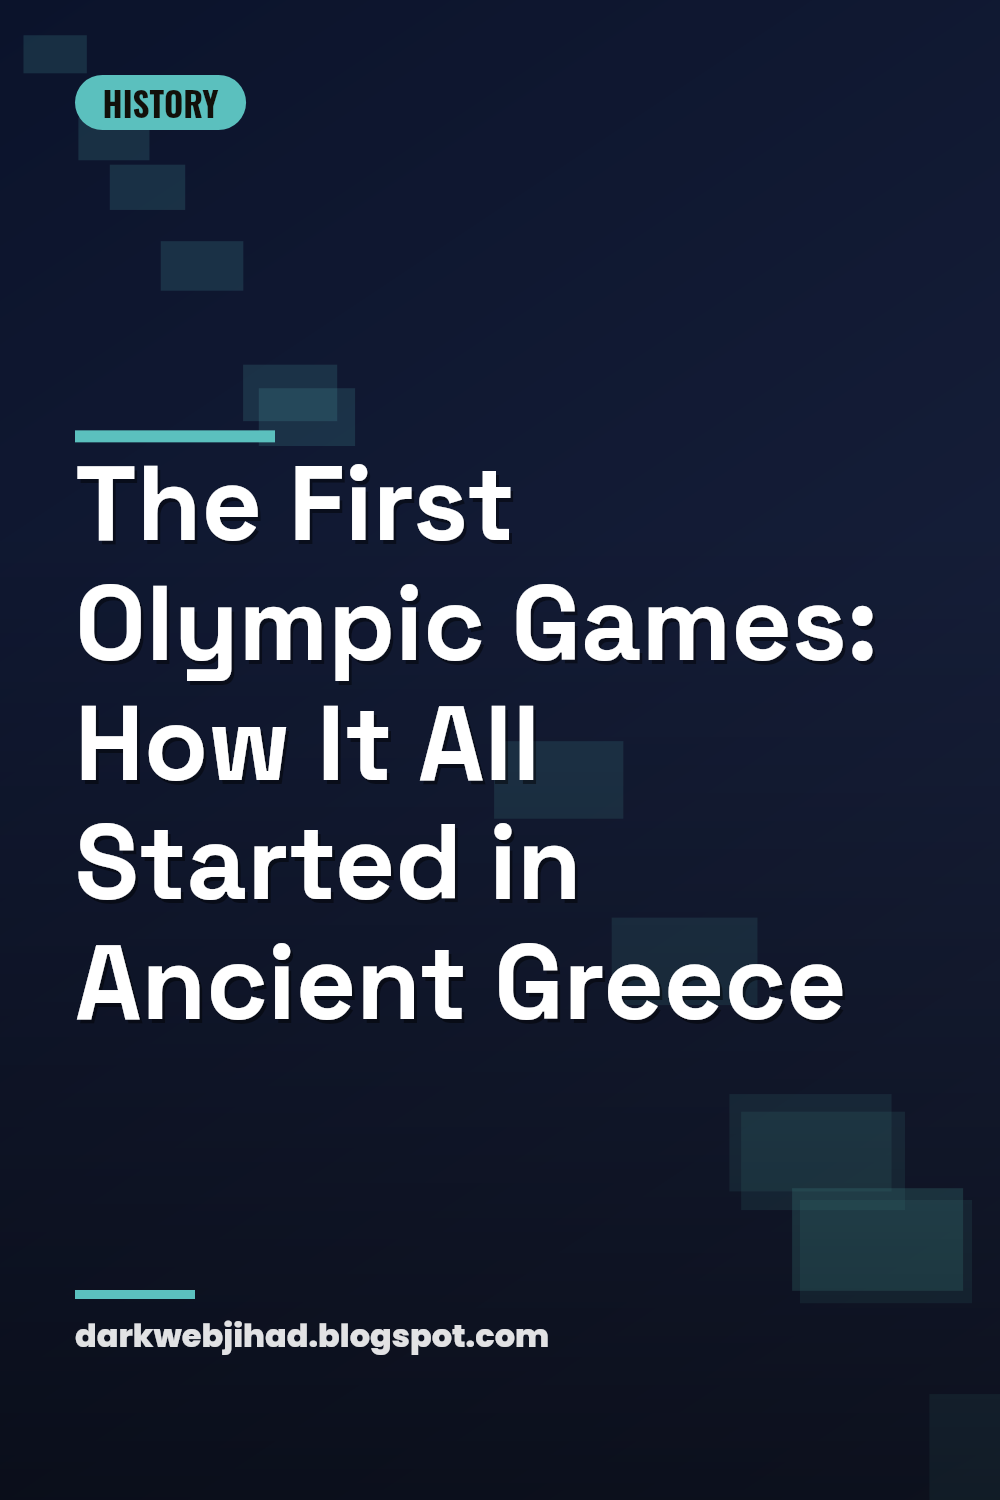 HISTORY
The First
Olympic Games:
How It All
Started in
Ancient Greece
darkwebjihad.blogspot.com